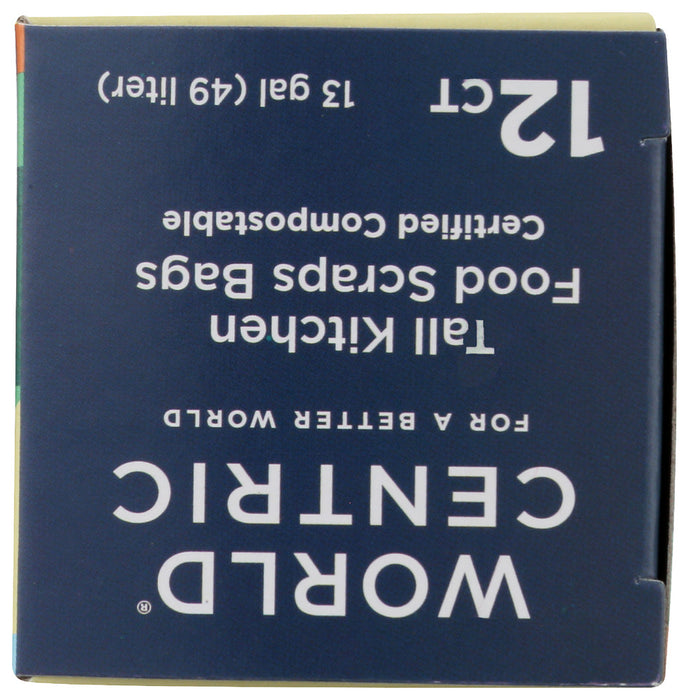 WORLD®
CENTRIC
FOR A BETTER WORLD
Tall Kitchen
Food Scraps Bags
Certified Compostable
12CT 13 gal (49 liter)